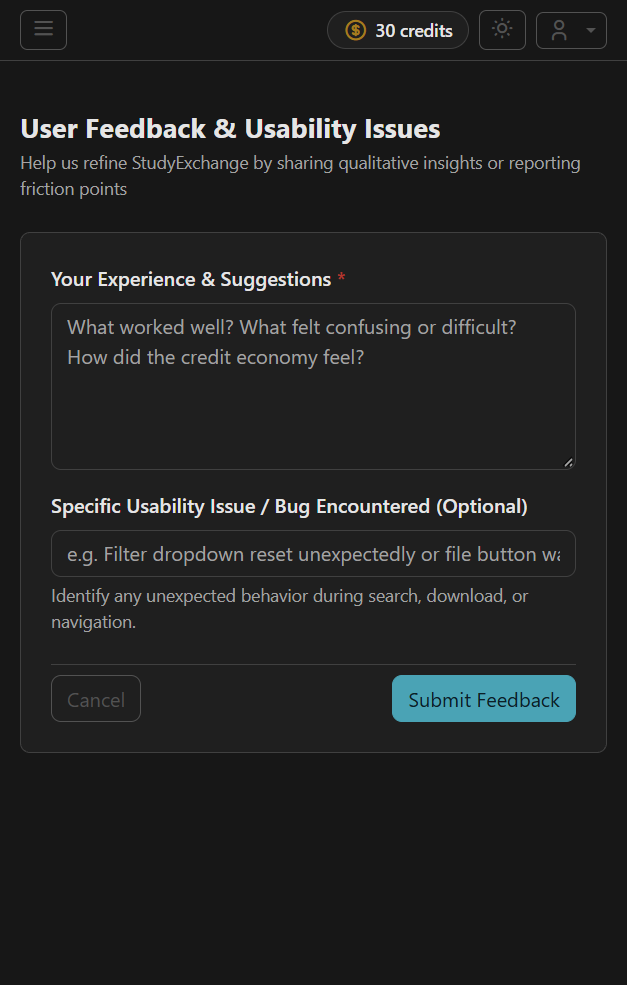 30 credits
User Feedback & Usability Issues
Help us refine StudyExchange by sharing qualitative insights or reporting
friction points
Your Experience & Suggestions *
What worked well? What felt confusing or difficult?
How did the credit economy feel?
Specific Usability Issue / Bug Encountered (Optional)
e.g. Filter dropdown reset unexpectedly or file button wa
Identify any unexpected behavior during search, download, or
navigation.
Cancel
Submit Feedback